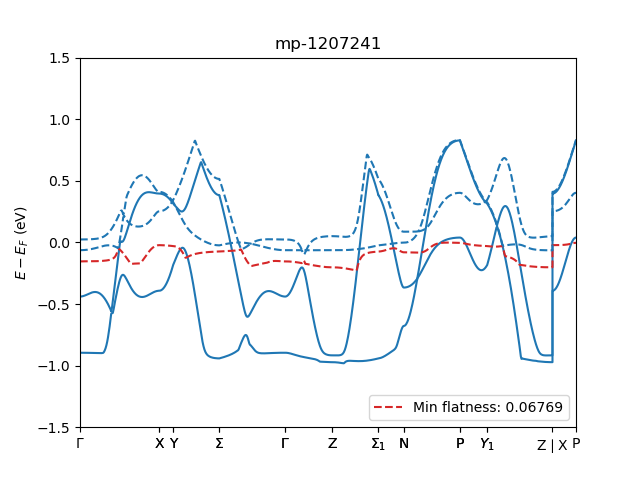 mp-1207241
E − E_F (eV)
1.5
1.0
0.5
0.0
−0.5
−1.0
−1.5
Min flatness: 0.06769
Γ X Y Σ Γ Z Σ₁ N P Y₁ Z | X P